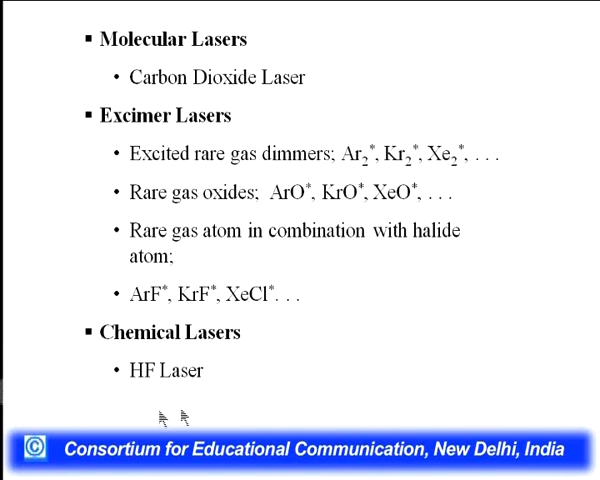 ▪ Molecular Lasers
• Carbon Dioxide Laser
▪ Excimer Lasers
• Excited rare gas dimmers; Ar₂*, Kr₂*, Xe₂*, . . .
• Rare gas oxides; ArO*, KrO*, XeO*, . . .
• Rare gas atom in combination with halide
atom;
• ArF*, KrF*, XeCl*. . .
▪ Chemical Lasers
• HF Laser
© Consortium for Educational Communication, New Delhi, India